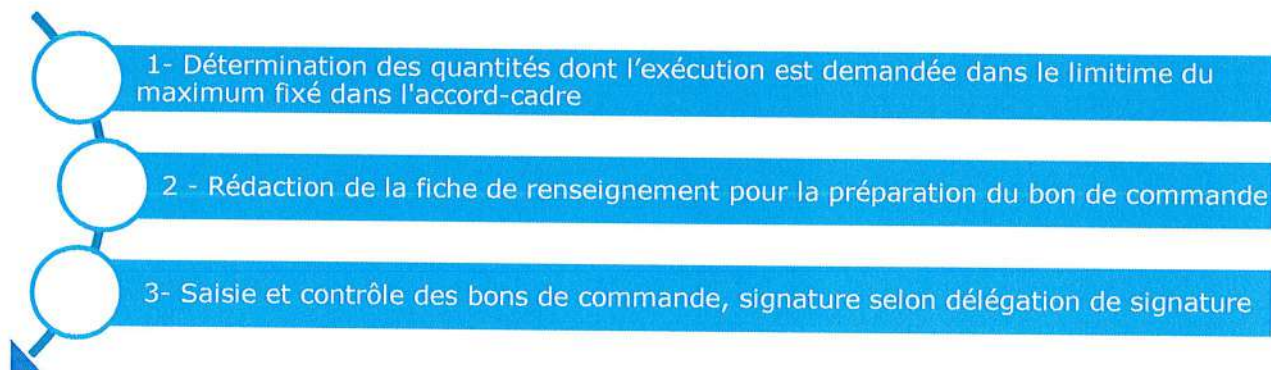 1- Détermination des quantités dont l’exécution est demandée dans le limitime du
maximum fixé dans l'accord-cadre
2 - Rédaction de la fiche de renseignement pour la préparation du bon de commande
3- Saisie et contrôle des bons de commande, signature selon délégation de signature